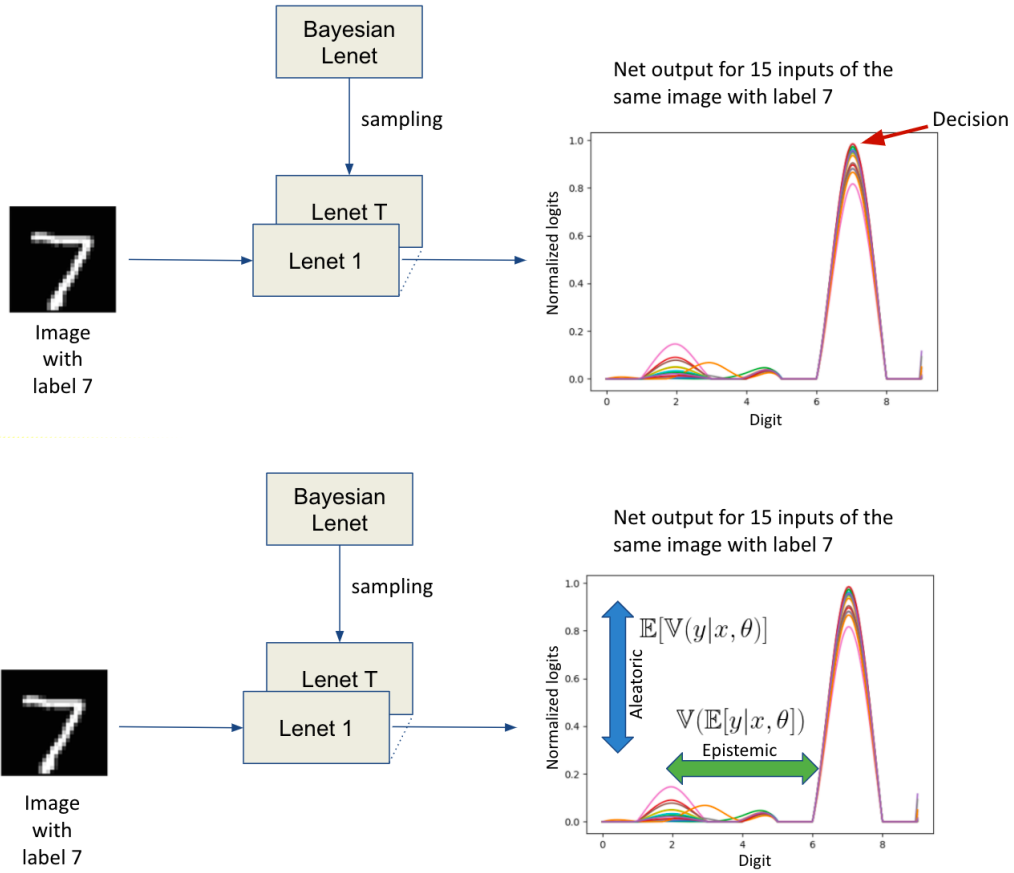 Bayesian
Lenet
sampling
Lenet T
Lenet 1
Image
with
label 7
Net output for 15 inputs of the
same image with label 7
Decision
1.0
0.8
0.6
0.4
0.2
0.0
Normalized logits
0 2 4 6 8
Digit
Bayesian
Lenet
sampling
Lenet T
Lenet 1
Image
with
label 7
Net output for 15 inputs of the
same image with label 7
1.0
0.8
0.6
0.4
0.2
0.0
Normalized logits
Aleatoric
𝔼[𝕍(y|x, θ)]
𝕍(𝔼[y|x, θ])
Epistemic
0 2 4 6 8
Digit
7
7